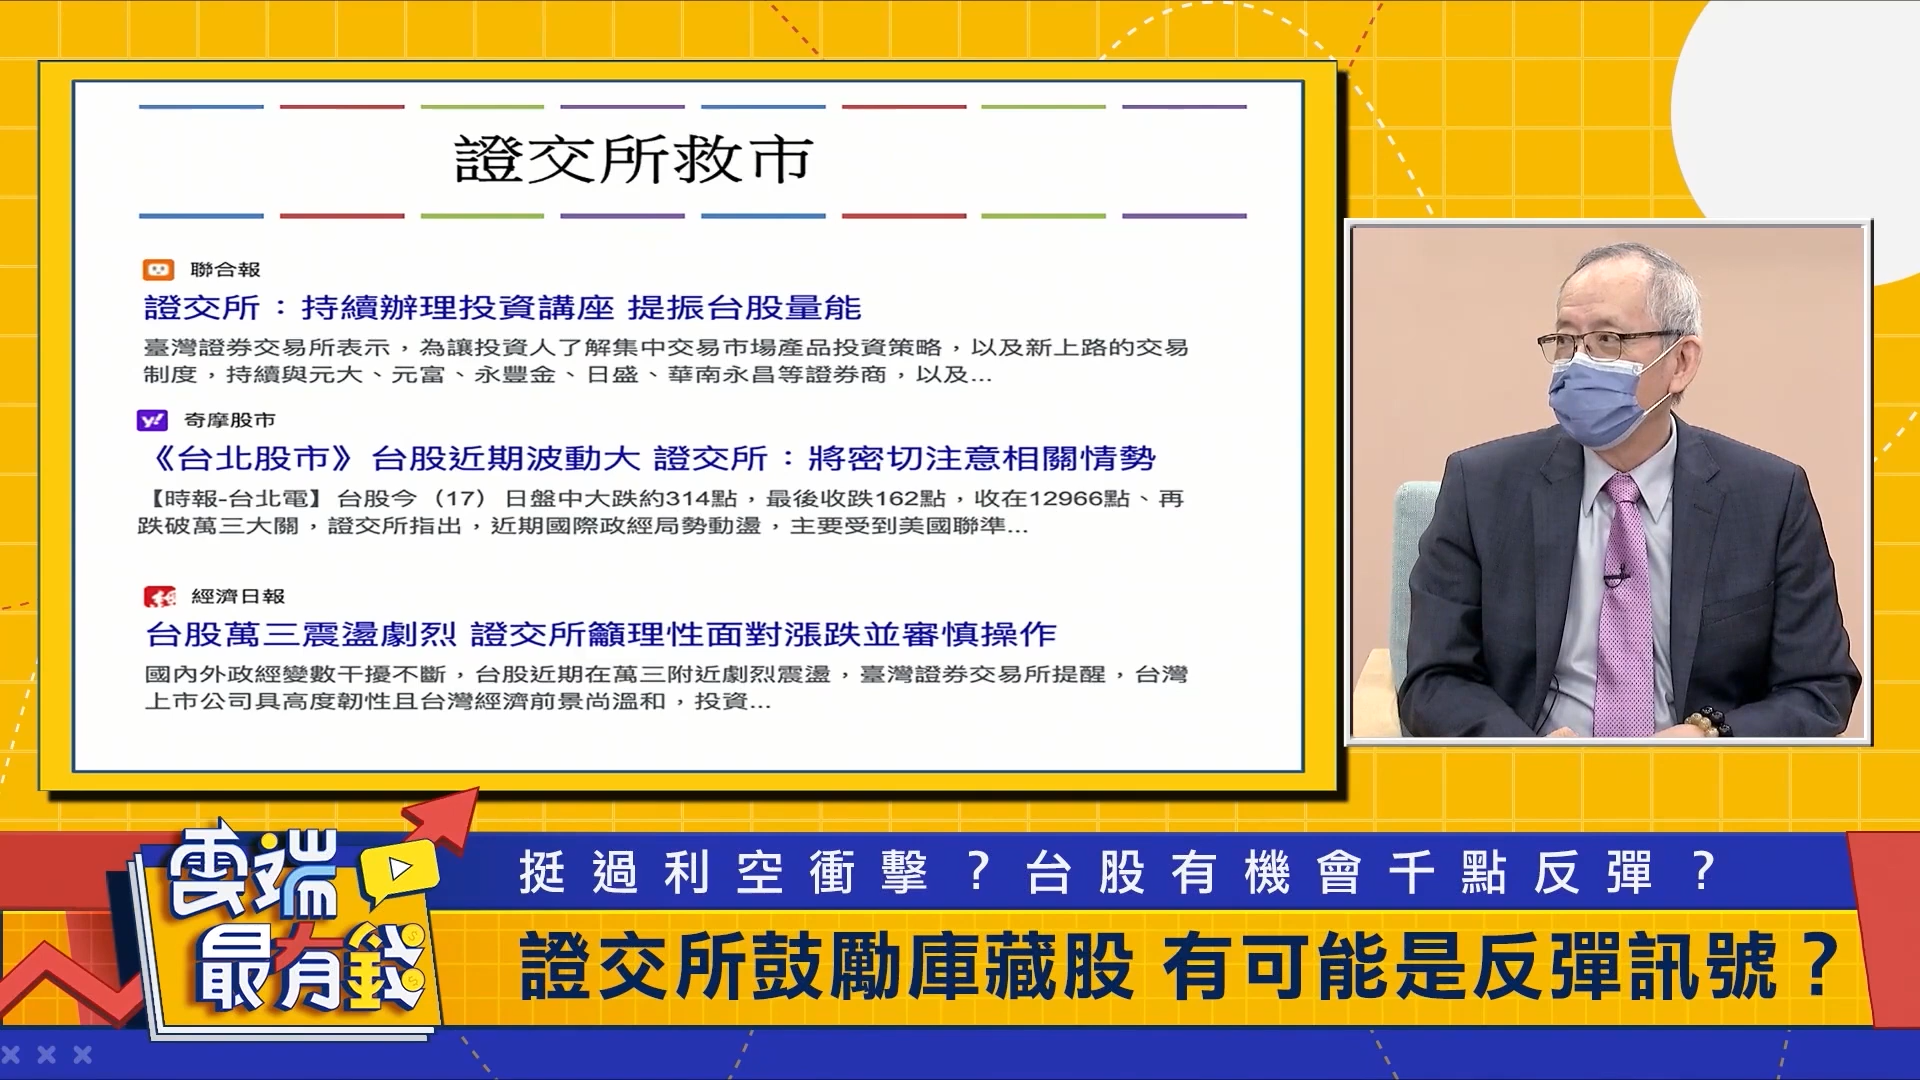 證交所救市
聯合報
證交所：持續辦理投資講座 提振台股量能
臺灣證券交易所表示，為讓投資人了解集中交易市場產品投資策略，以及新上路的交易
制度，持續與元大、元富、永豐金、日盛、華南永昌等證券商，以及...
y! 奇摩股市
《台北股市》台股近期波動大 證交所：將密切注意相關情勢
【時報-台北電】台股今（17）日盤中大跌約314點，最後收跌162點，收在12966點、再
跌破萬三大關，證交所指出，近期國際政經局勢動盪，主要受到美國聯準...
經濟日報
台股萬三震盪劇烈 證交所籲理性面對漲跌並審慎操作
國內外政經變數干擾不斷，台股近期在萬三附近劇烈震盪，臺灣證券交易所提醒，台灣
上市公司具高度韌性且台灣經濟前景尚溫和，投資...
雲端
最有錢
挺過利空衝擊？台股有機會千點反彈？
證交所鼓勵庫藏股 有可能是反彈訊號？